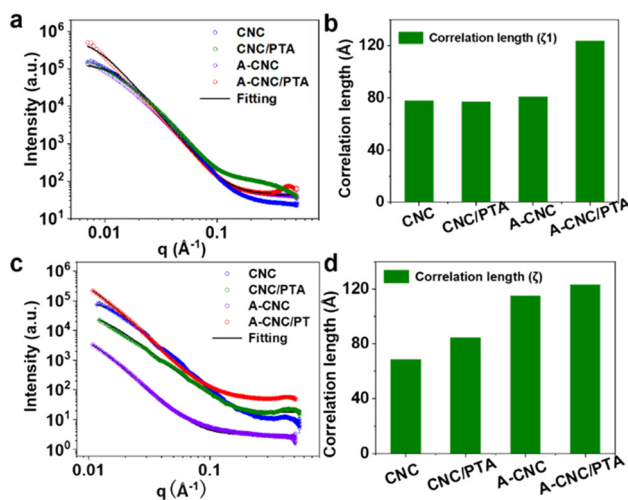 a
CNC
CNC/PTA
A-CNC
A-CNC/PTA
Fitting
Intensity (a.u.)
10⁶
10⁵
10⁴
10³
10²
10¹
0.01
0.1
q (Å⁻¹)
b
Correlation length (ζ1)
Correlation length (Å)
120
80
40
0
CNC
CNC/PTA
A-CNC
A-CNC/PTA
c
CNC
CNC/PTA
A-CNC
A-CNC/PT
Fitting
Intensity (a.u.)
10⁶
10⁵
10⁴
10³
10²
10¹
10⁰
0.01
0.1
q (Å⁻¹)
d
Correlation length (ζ)
Correlation length (Å)
120
80
40
0
CNC
CNC/PTA
A-CNC
A-CNC/PTA